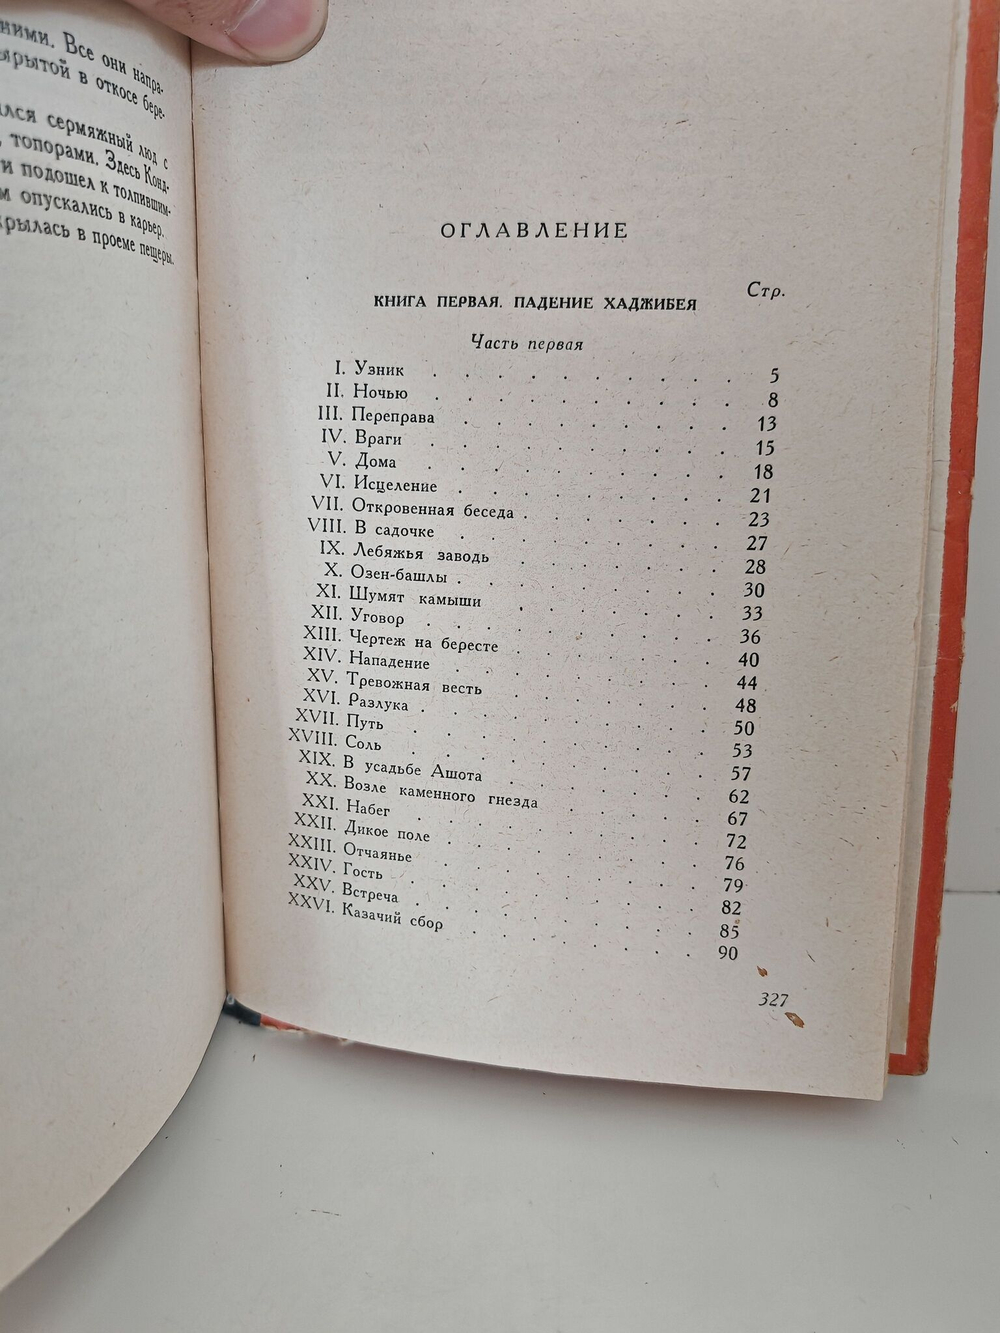 ними. Все они напра-
рытой в откосе бере-
лся сермяжный люд с
, топорами. Здесь Конд-
и подошел к толпившим-
м опускались в карьер.
крылась в проеме пещеры.
ОГЛАВЛЕНИЕ
Стр.
КНИГА ПЕРВАЯ. ПАДЕНИЕ ХАДЖИБЕЯ
Часть первая
I. Узник . . . . . . . . . . 5
II. Ночью . . . . . . . . . . 8
III. Переправа . . . . . . . . . 13
IV. Враги . . . . . . . . . . 15
V. Дома . . . . . . . . . . 18
VI. Исцеление . . . . . . . . . 21
VII. Откровенная беседа . . . . . . . 23
VIII. В садочке . . . . . . . . . 27
IX. Лебяжья заводь . . . . . . . 28
X. Озен-башлы . . . . . . . . . 30
XI. Шумят камыши . . . . . . . 33
XII. Уговор . . . . . . . . . . 36
XIII. Чертеж на бересте . . . . . . . 40
XIV. Нападение . . . . . . . . . 44
XV. Тревожная весть . . . . . . . 48
XVI. Разлука . . . . . . . . . . 50
XVII. Путь . . . . . . . . . . 53
XVIII. Соль . . . . . . . . . . 57
XIX. В усадьбе Ашота . . . . . . . 62
XX. Возле каменного гнезда . . . . . . 67
XXI. Набег . . . . . . . . . . 72
XXII. Дикое поле . . . . . . . . . 76
XXIII. Отчаянье . . . . . . . . . 79
XXIV. Гость . . . . . . . . . . 82
XXV. Встреча . . . . . . . . . . 85
XXVI. Казачий сбор . . . . . . . . 90
327